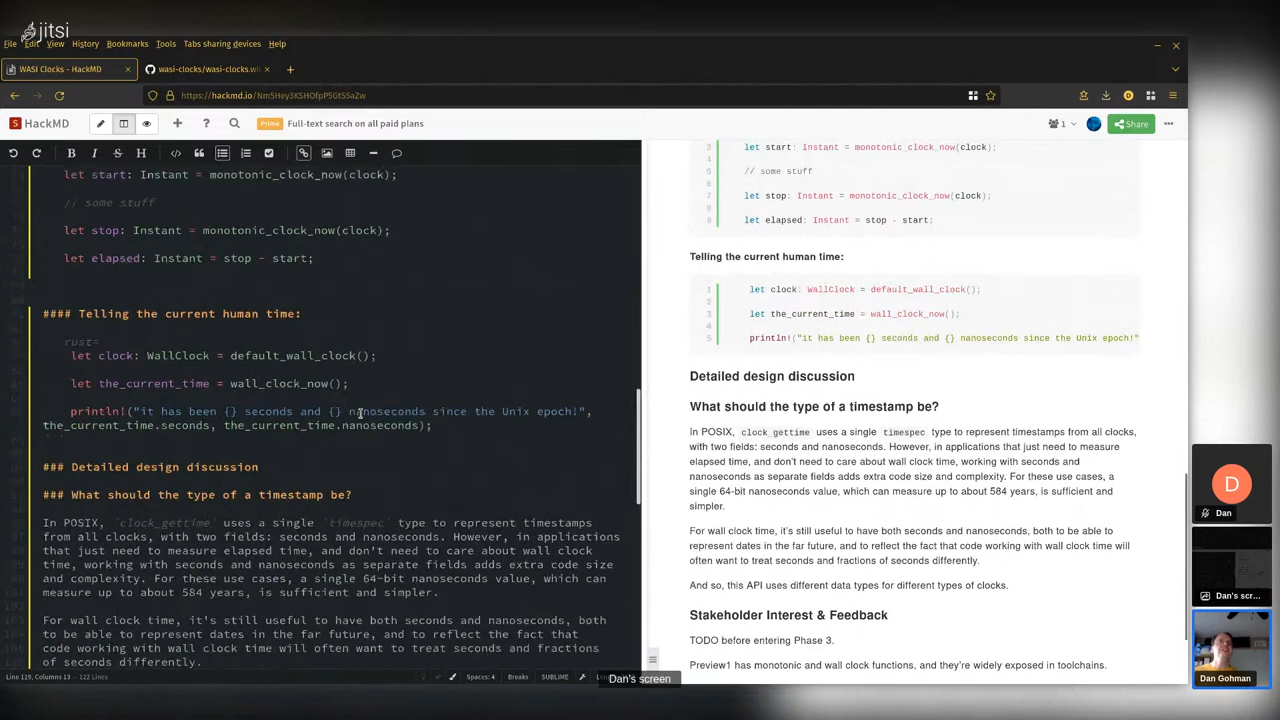 jitsi
File Edit View History Bookmarks Tools Tabs sharing devices Help
WASI Clocks - HackMD
wasi-clocks/wasi-clocks.wi
https://hackmd.io/Nm5Hey3KSHOfpP5GtS5aZw
HackMD
Prime Full-text search on all paid plans
1
Share
let start: Instant = monotonic_clock_now(clock);
// some stuff
let stop: Instant = monotonic_clock_now(clock);
let elapsed: Instant = stop - start;
#### Telling the current human time:
rust=
let clock: WallClock = default_wall_clock();
let the_current_time = wall_clock_now();
println!("it has been {} seconds and {} nanoseconds since the Unix epoch!",
the_current_time.seconds, the_current_time.nanoseconds);
```
### Detailed design discussion
### What should the type of a timestamp be?
In POSIX, `clock_gettime` uses a single `timespec` type to represent timestamps
from all clocks, with two fields: seconds and nanoseconds. However, in applications
that just need to measure elapsed time, and don't need to care about wall clock
time, working with seconds and nanoseconds as separate fields adds extra code size
and complexity. For these use cases, a single 64-bit nanoseconds value, which can
measure up to about 584 years, is sufficient and simpler.
For wall clock time, it's still useful to have both seconds and nanoseconds, both
to be able to represent dates in the far future, and to reflect the fact that
code working with wall clock time will often want to treat seconds and fractions
of seconds differently.
Line 119, Columns 13 — 122 Lines
Spaces: 4 Breaks SUBLIME
3 let start: Instant = monotonic_clock_now(clock);
4
5 // some stuff
6
7 let stop: Instant = monotonic_clock_now(clock);
8
9 let elapsed: Instant = stop - start;
Telling the current human time:
1 let clock: WallClock = default_wall_clock();
2
3 let the_current_time = wall_clock_now();
4
5 println!("it has been {} seconds and {} nanoseconds since the Unix epoch!"
Detailed design discussion
What should the type of a timestamp be?
In POSIX, clock_gettime uses a single timespec type to represent timestamps from all clocks,
with two fields: seconds and nanoseconds. However, in applications that just need to measure
elapsed time, and don't need to care about wall clock time, working with seconds and
nanoseconds as separate fields adds extra code size and complexity. For these use cases, a
single 64-bit nanoseconds value, which can measure up to about 584 years, is sufficient and
simpler.
For wall clock time, it's still useful to have both seconds and nanoseconds, both to be able to
represent dates in the far future, and to reflect the fact that code working with wall clock time will
often want to treat seconds and fractions of seconds differently.
And so, this API uses different data types for different types of clocks.
Stakeholder Interest & Feedback
TODO before entering Phase 3.
Preview1 has monotonic and wall clock functions, and they're widely exposed in toolchains.
Dan's screen
D
Dan
Dan's scr...
Dan Gohman